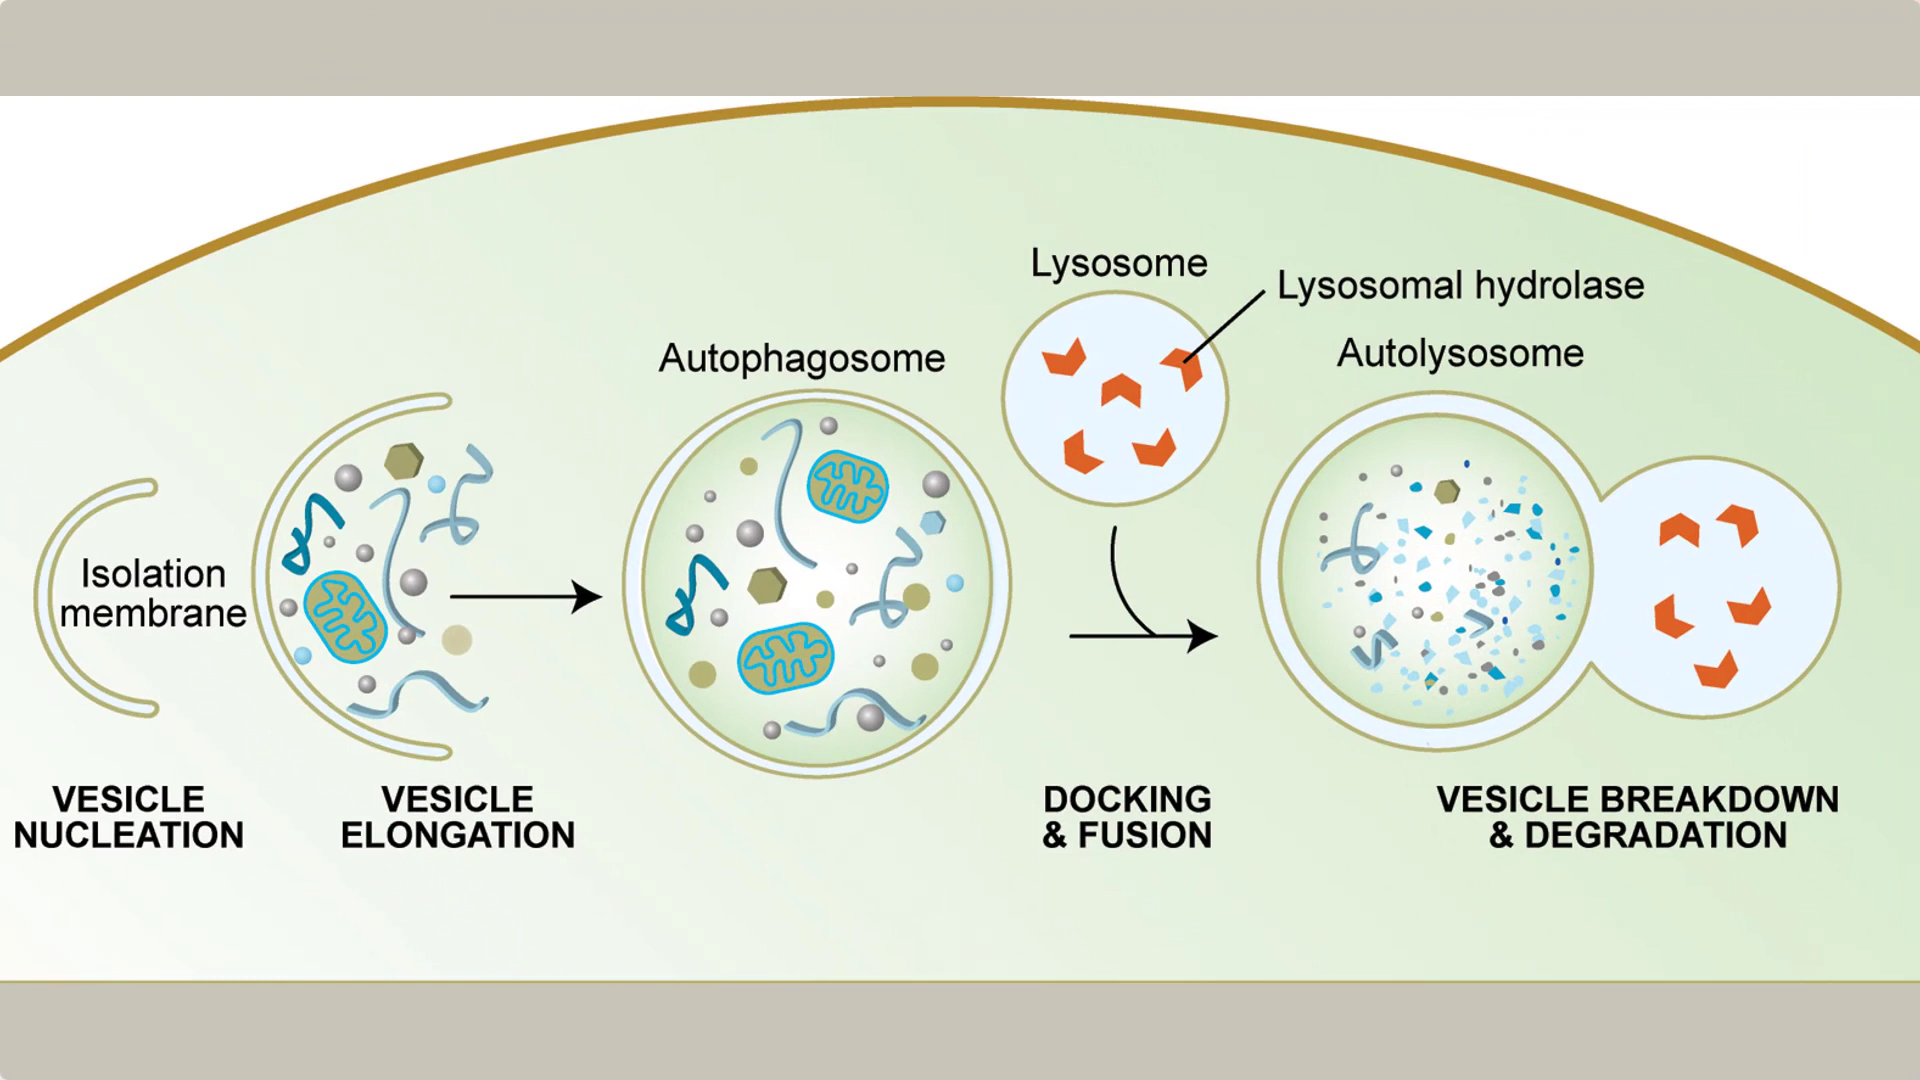 Lysosome
Lysosomal hydrolase
Autophagosome
Autolysosome
Isolation
membrane
VESICLE
NUCLEATION
VESICLE
ELONGATION
DOCKING
& FUSION
VESICLE BREAKDOWN
& DEGRADATION